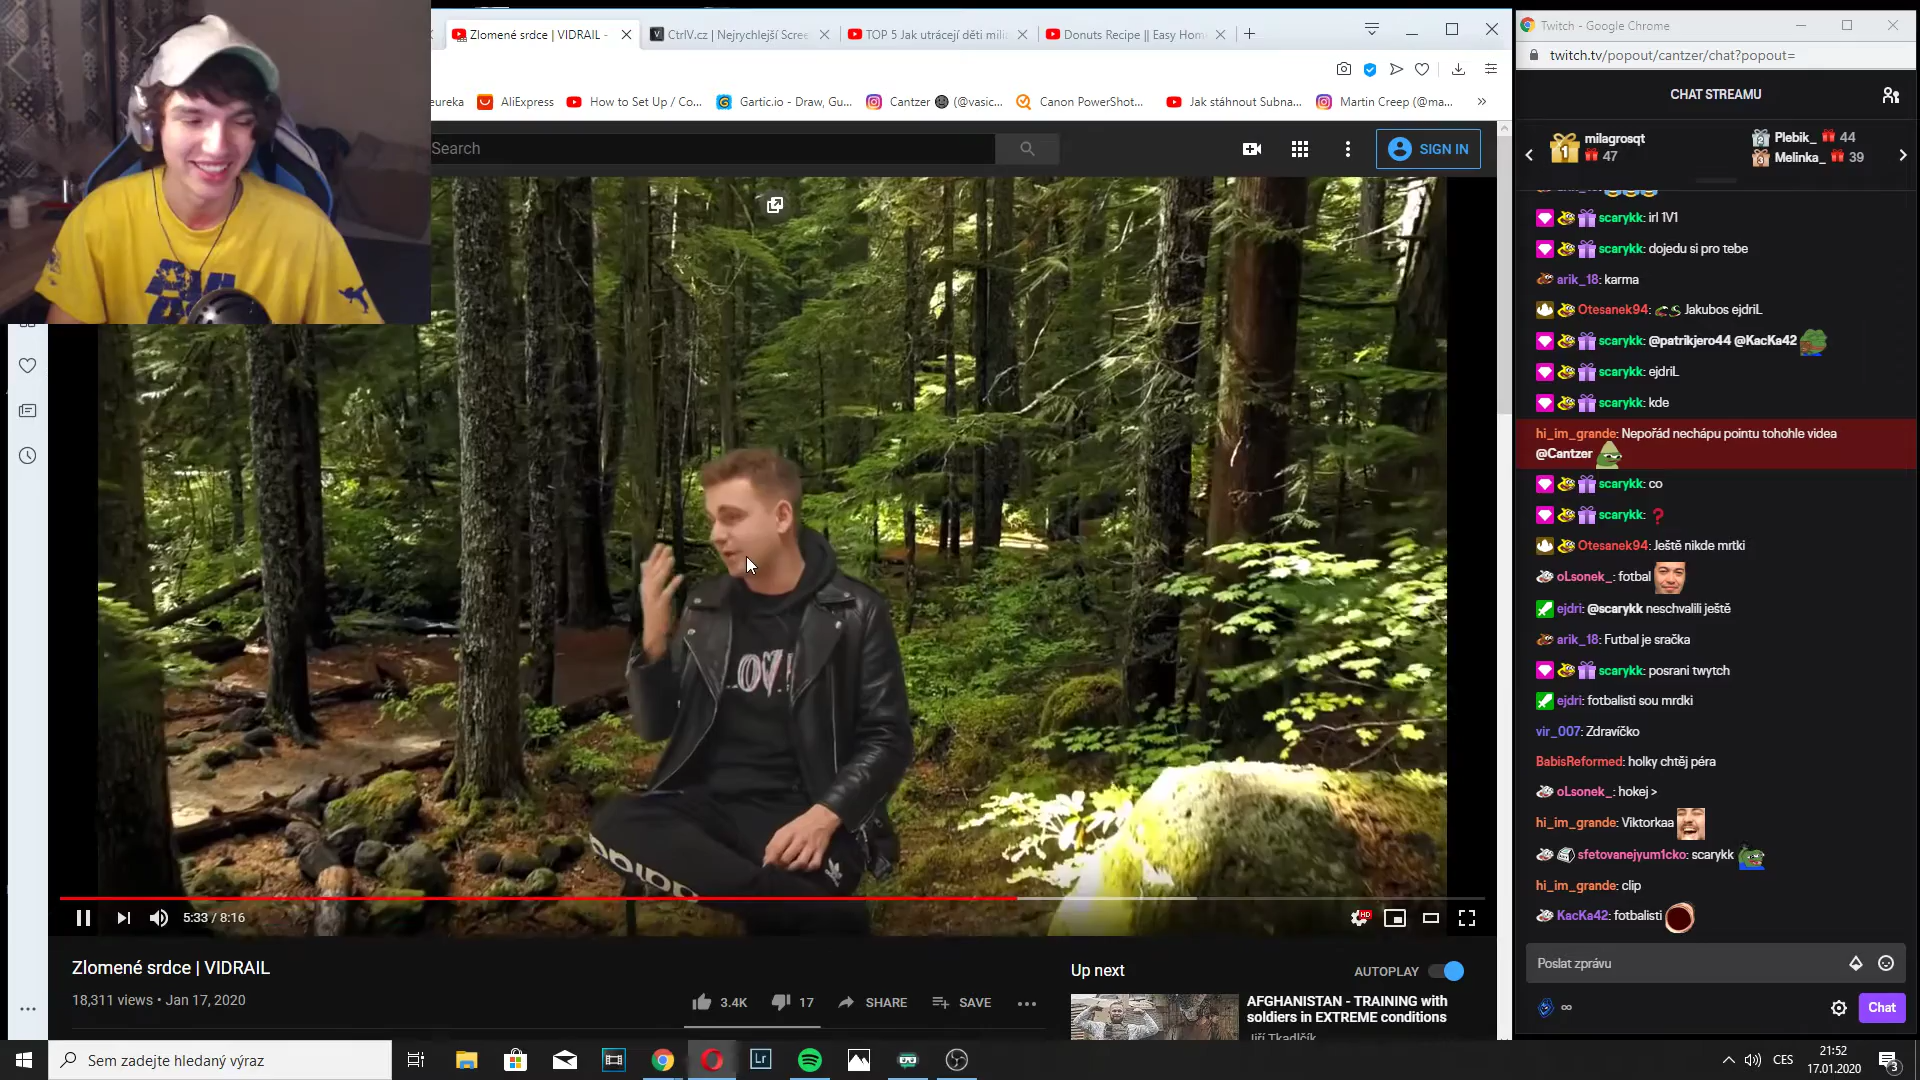 Zlomené srdce | VIDRAIL -
CtrlV.cz | Nejrychlejší Scree
TOP 5 Jak utrácejí děti mili
Donuts Recipe || Easy Hom
Twitch - Google Chrome
twitch.tv/popout/cantzer/chat?popout=
eureka
AliExpress
How to Set Up / Co...
Gartic.io - Draw, Gu...
Cantzer (@vasic...
Canon PowerShot...
Jak stáhnout Subna...
Martin Creep (@ma...
»
Search
SIGN IN
CHAT STREAMU
1
milagrosqt
47
2
Plebik_ 44
3
Melinka_ 39
scarykk: irl 1V1
scarykk: dojedu si pro tebe
arik_18: karma
Otesanek94: Jakubos ejdriL
scarykk: @patrikjero44 @KacKa42
scarykk: ejdriL
scarykk: kde
hi_im_grande: Nepořád nechápu pointu tohohle videa
@Cantzer
scarykk: co
scarykk: ?
Otesanek94: Ještě nikde mrtki
oLsonek_: fotbal
ejdri: @scarykk neschvalili ještě
arik_18: Futbal je sračka
scarykk: posrani twytch
ejdri: fotbalisti sou mrdki
vir_007: Zdravíčko
BabisReformed: holky chtěj péra
oLsonek_: hokej >
hi_im_grande: Viktorkaa
sfetovanejyum1cko: scarykk
hi_im_grande: clip
KacKa42: fotbalisti
Poslat zprávu
∞
Chat
5:33 / 8:16
HD
Zlomené srdce | VIDRAIL
18,311 views • Jan 17, 2020
3.4K
17
SHARE
SAVE
Up next
AUTOPLAY
AFGHANISTAN - TRAINING with
soldiers in EXTREME conditions
Jiří Tkadlčík
Sem zadejte hledaný výraz
Lr
CES
21:52
17.01.2020
3